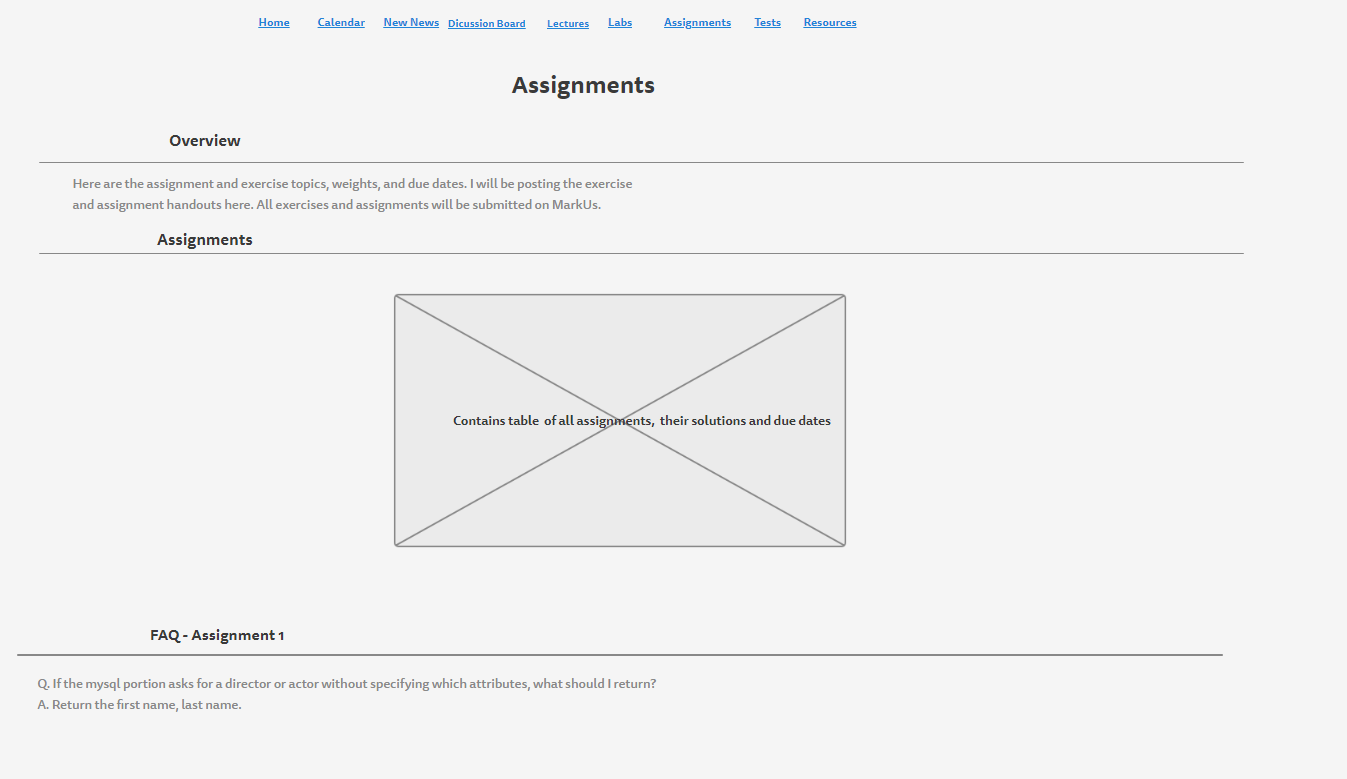 Home Calendar New News Dicussion Board Lectures Labs Assignments Tests Resources
Assignments
Overview
Here are the assignment and exercise topics, weights, and due dates. I will be posting the exercise
and assignment handouts here. All exercises and assignments will be submitted on MarkUs.
Assignments
Contains table of all assignments, their solutions and due dates
FAQ - Assignment 1
Q. If the mysql portion asks for a director or actor without specifying which attributes, what should I return?
A. Return the first name, last name.